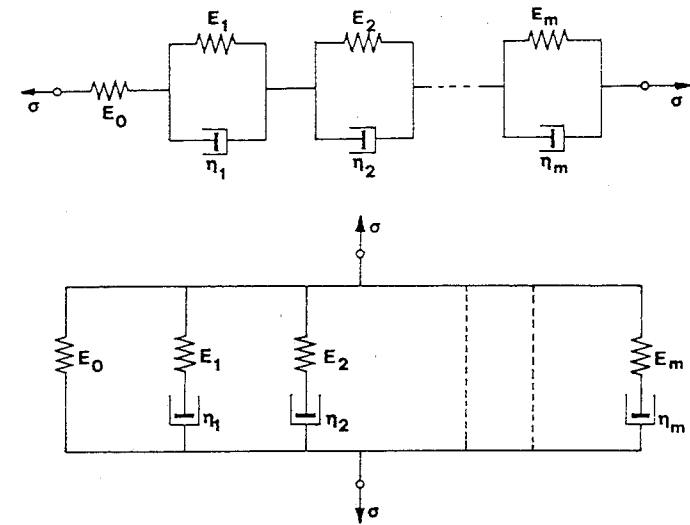 E₁ E₂ Eₘ
σ E₀ σ
η₁ η₂ ηₘ
σ
E₀ E₁ E₂ Eₘ
η₁ η₂ ηₘ
σ